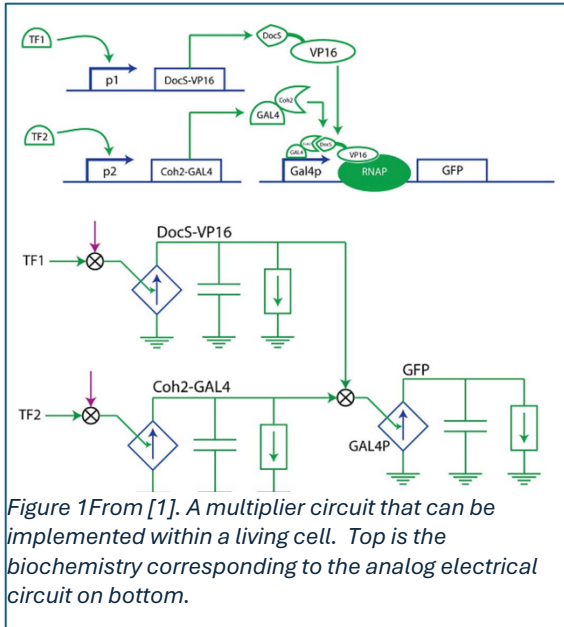 TF1
DocS
VP16
p1
DocS-VP16
Coh2
GAL4
TF2
GAL4
DocS
VP16
p2
Coh2-GAL4
Gal4p
RNAP
GFP
DocS-VP16
TF1
Coh2-GAL4
GFP
TF2
GAL4P
Figure 1From [1]. A multiplier circuit that can be
implemented within a living cell.  Top is the
biochemistry corresponding to the analog electrical
circuit on bottom.